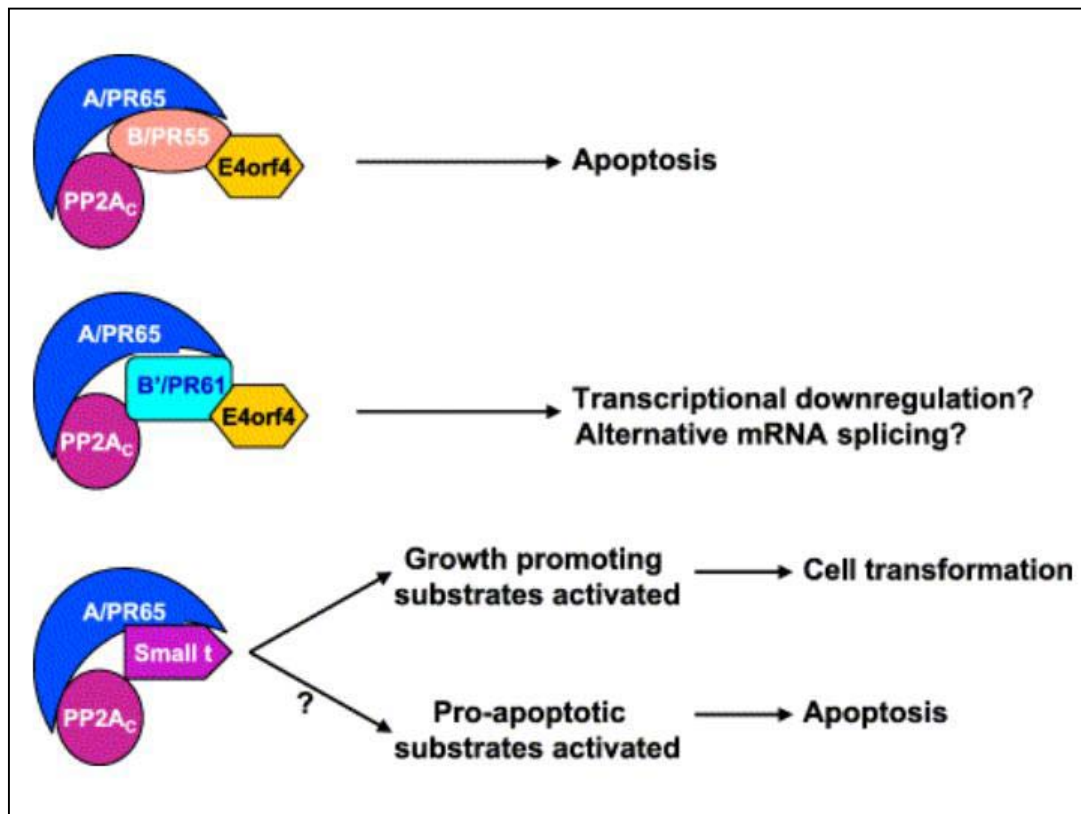 A/PR65
B/PR55
E4orf4
PP2Ac
Apoptosis
A/PR65
B'/PR61
E4orf4
PP2Ac
Transcriptional downregulation?
Alternative mRNA splicing?
A/PR65
Small t
PP2Ac
Growth promoting
substrates activated
Cell transformation
?
Pro-apoptotic
substrates activated
Apoptosis